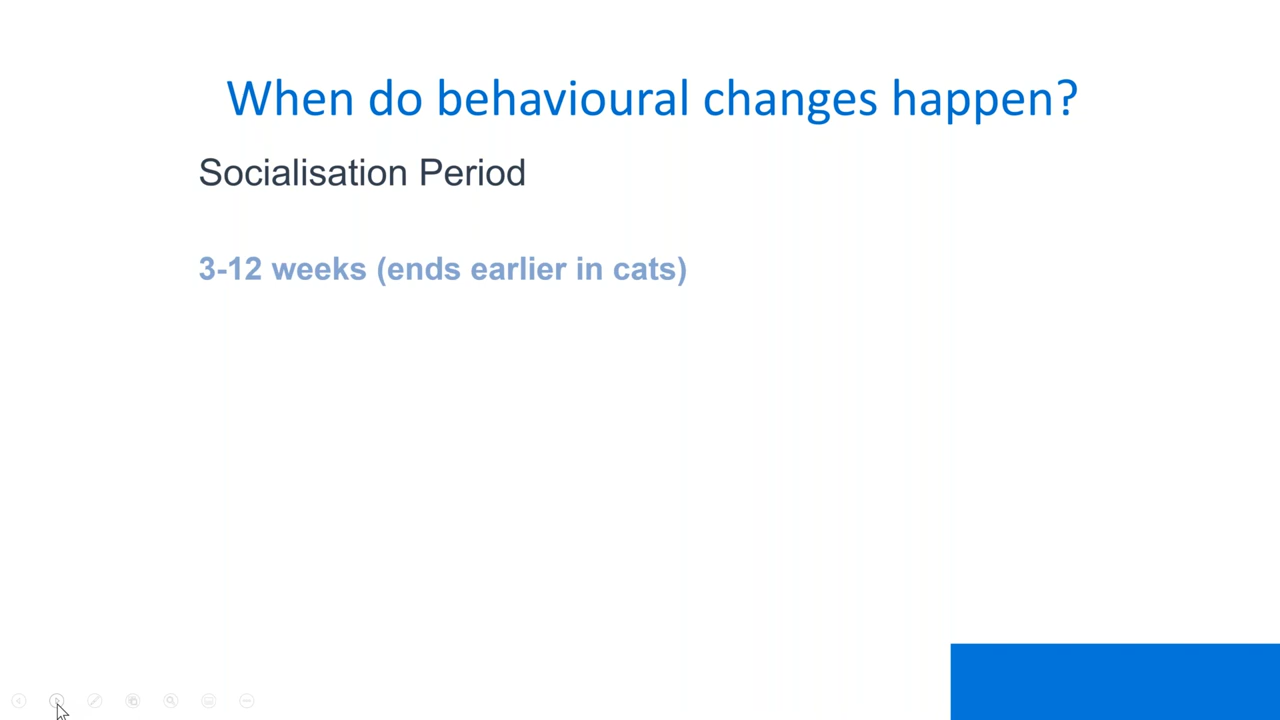 When do behavioural changes happen?
Socialisation Period
3-12 weeks (ends earlier in cats)